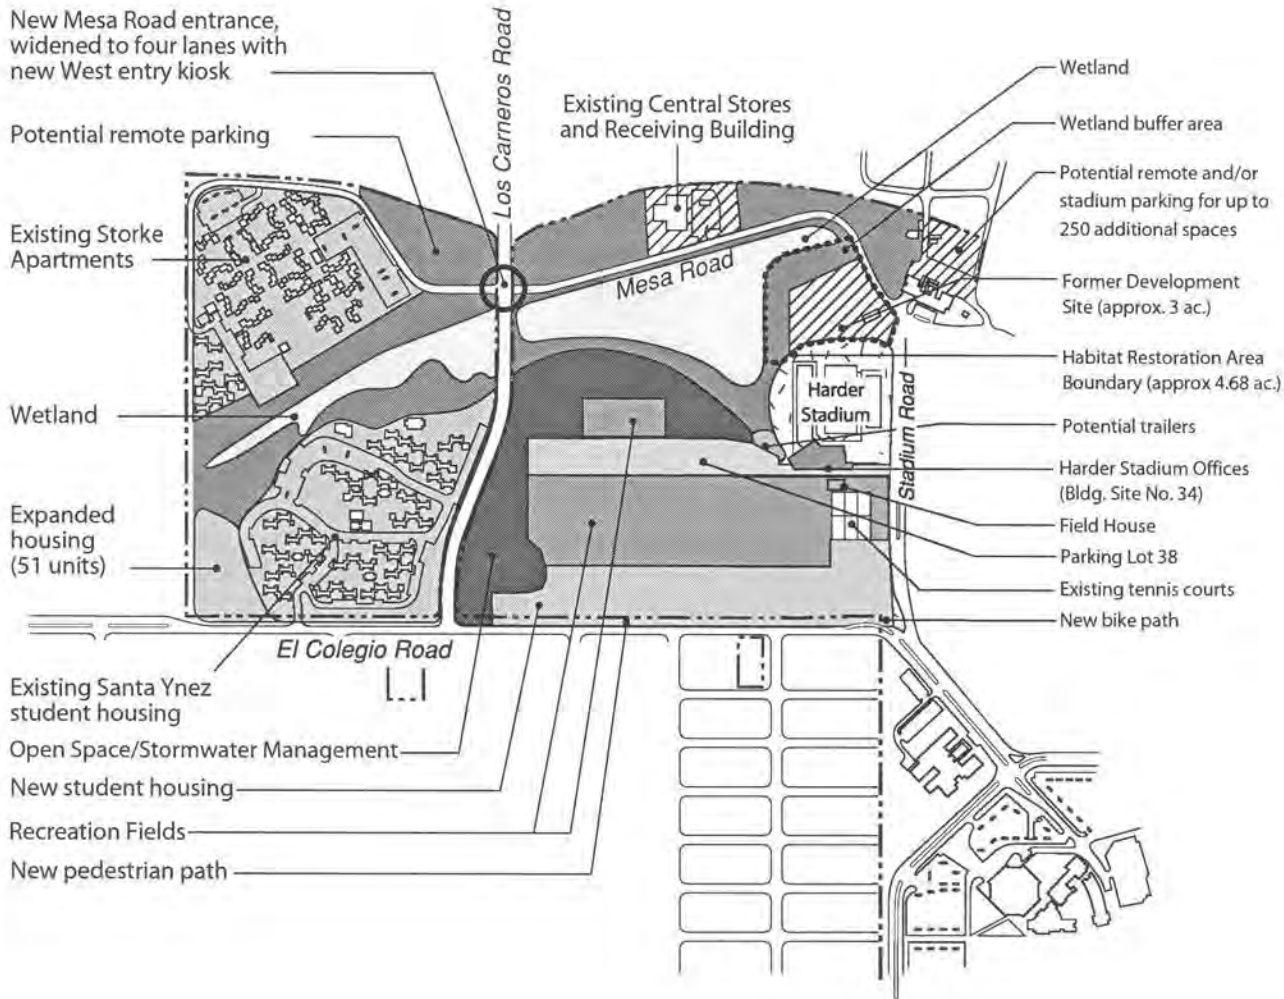 New Mesa Road entrance,
widened to four lanes with
new West entry kiosk
Potential remote parking
Existing Storke
Apartments
Wetland
Expanded
housing
(51 units)
Existing Santa Ynez
student housing
Open Space/Stormwater Management
New student housing
Recreation Fields
New pedestrian path
Los Carneros Road
Existing Central Stores
and Receiving Building
Mesa Road
Harder
Stadium
Stadium Road
El Colegio Road
Wetland
Wetland buffer area
Potential remote and/or
stadium parking for up to
250 additional spaces
Former Development
Site (approx. 3 ac.)
Habitat Restoration Area
Boundary (approx 4.68 ac.)
Potential trailers
Harder Stadium Offices
(Bldg. Site No. 34)
Field House
Parking Lot 38
Existing tennis courts
New bike path